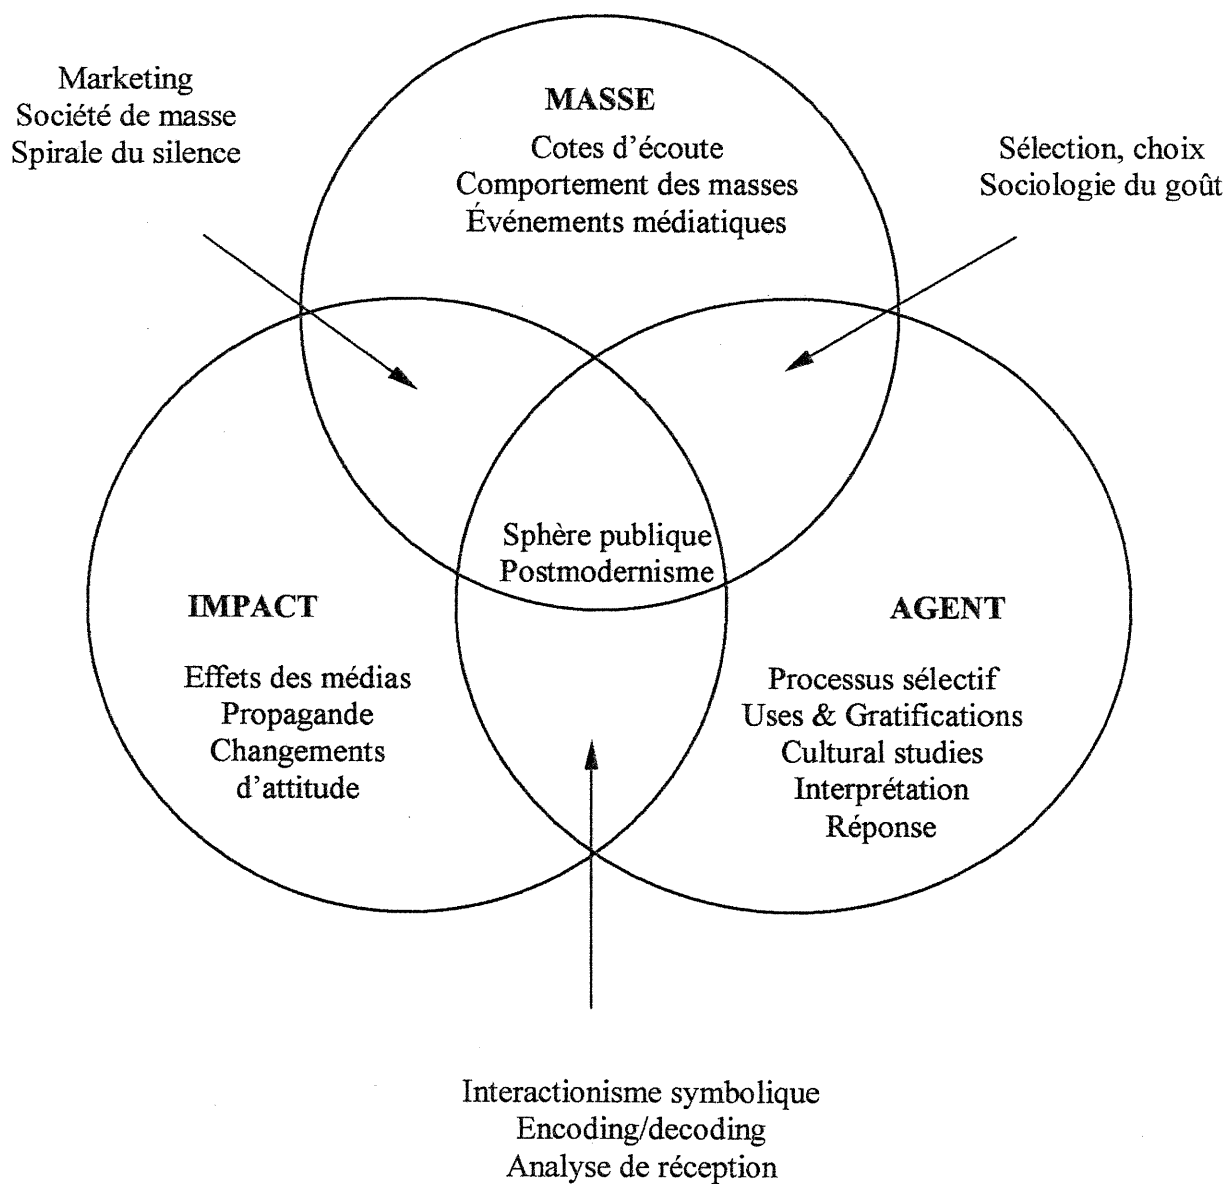 Marketing
Société de masse
Spirale du silence
MASSE
Cotes d'écoute
Comportement des masses
Événements médiatiques
Sélection, choix
Sociologie du goût
Sphère publique
Postmodernisme
IMPACT
Effets des médias
Propagande
Changements
d'attitude
AGENT
Processus sélectif
Uses & Gratifications
Cultural studies
Interprétation
Réponse
Interactionisme symbolique
Encoding/decoding
Analyse de réception